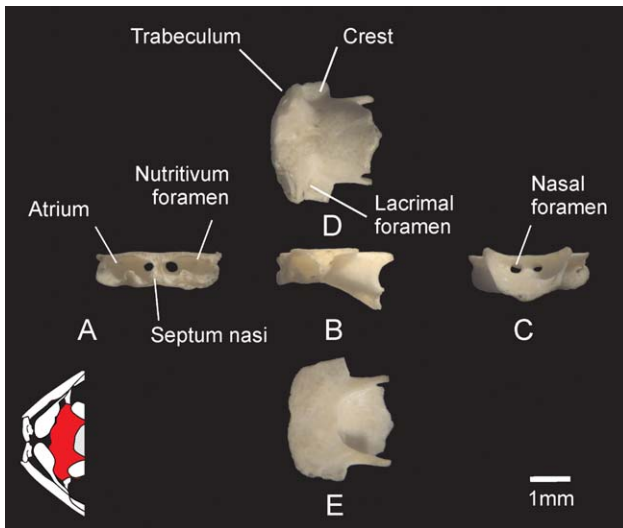 Trabeculum
Crest
Nutritivum
foramen
Atrium
Nasal
foramen
Lacrimal
foramen
D
Septum nasi
A
B
C
E
1mm